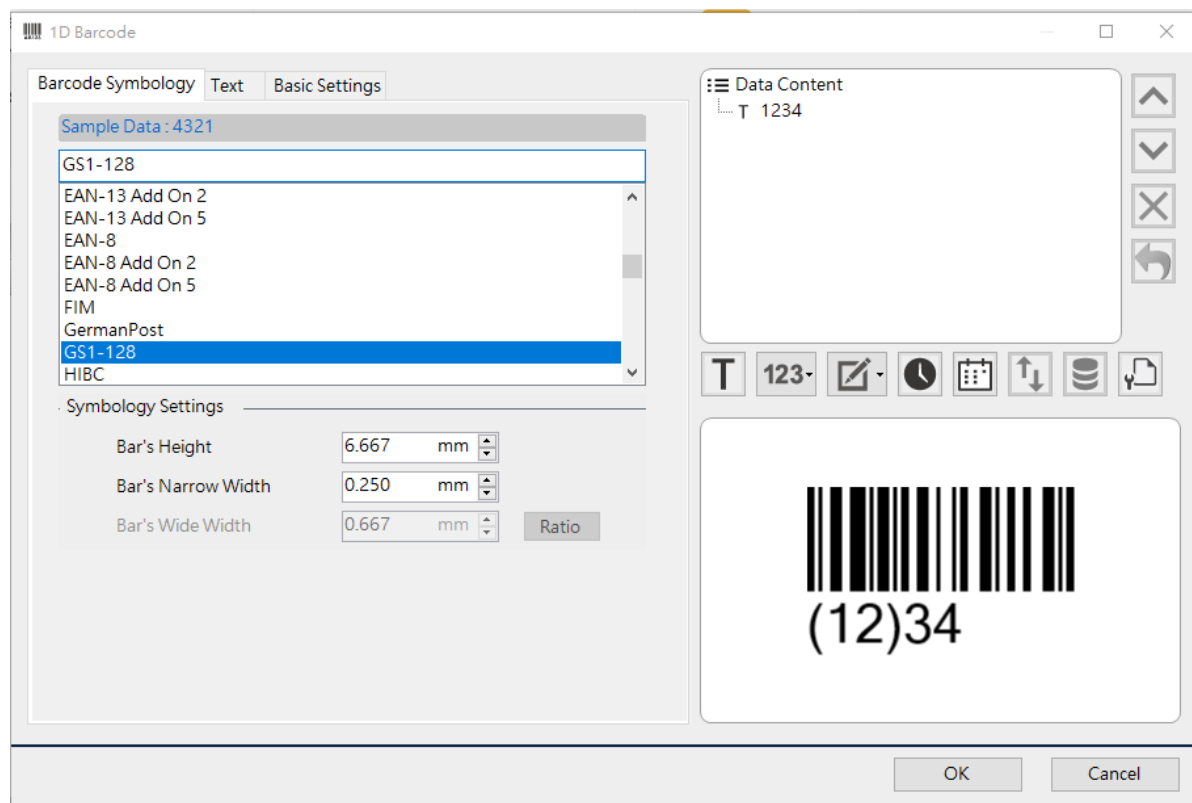 1D Barcode
Barcode Symbology Text Basic Settings
Sample Data : 4321
GS1-128
EAN-13 Add On 2
EAN-13 Add On 5
EAN-8
EAN-8 Add On 2
EAN-8 Add On 5
FIM
GermanPost
GS1-128
HIBC
Symbology Settings
Bar's Height 6.667 mm
Bar's Narrow Width 0.250 mm
Bar's Wide Width 0.667 mm Ratio
Data Content
T 1234
T 123
(12)34
OK Cancel